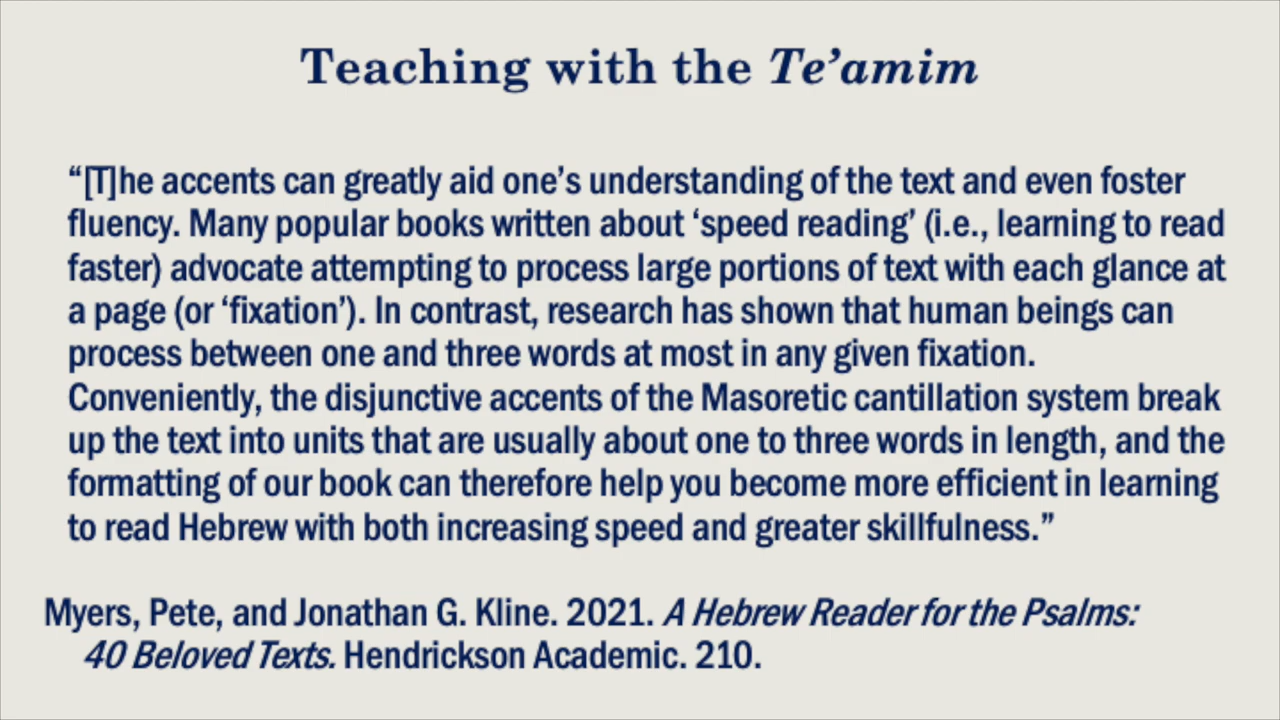 Teaching with the Te’amim
“[T]he accents can greatly aid one’s understanding of the text and even foster
fluency. Many popular books written about ‘speed reading’ (i.e., learning to read
faster) advocate attempting to process large portions of text with each glance at
a page (or ‘fixation’). In contrast, research has shown that human beings can
process between one and three words at most in any given fixation.
Conveniently, the disjunctive accents of the Masoretic cantillation system break
up the text into units that are usually about one to three words in length, and the
formatting of our book can therefore help you become more efficient in learning
to read Hebrew with both increasing speed and greater skillfulness.”
Myers, Pete, and Jonathan G. Kline. 2021. A Hebrew Reader for the Psalms:
40 Beloved Texts. Hendrickson Academic. 210.